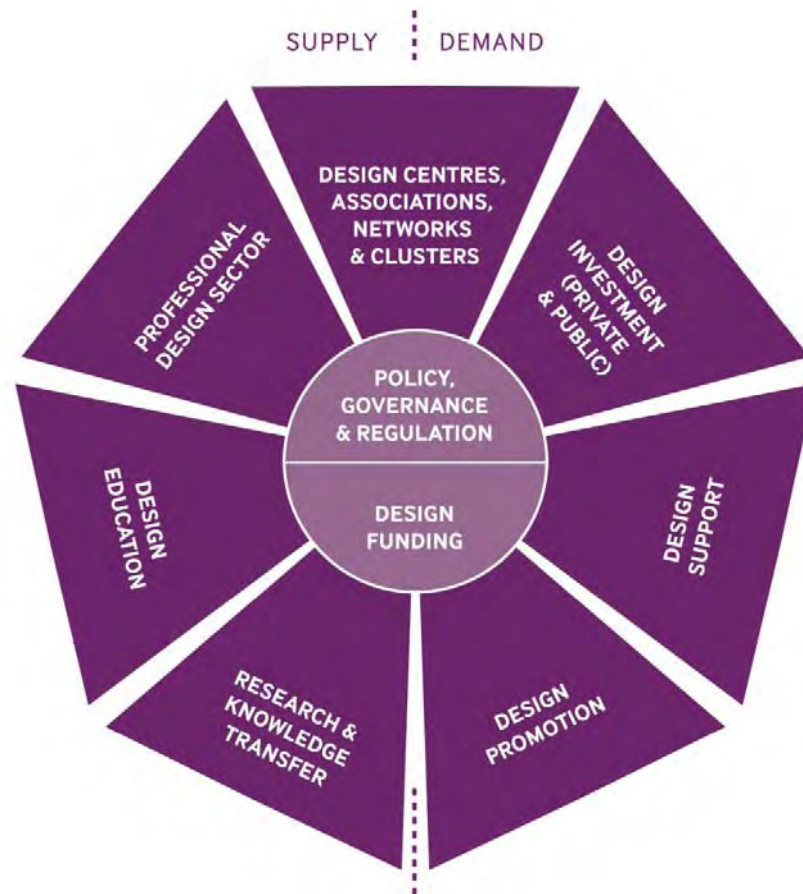 SUPPLY DEMAND
DESIGN CENTRES,
ASSOCIATIONS,
NETWORKS
& CLUSTERS
DESIGN
INVESTMENT
(PRIVATE
& PUBLIC)
DESIGN
SUPPORT
DESIGN
PROMOTION
RESEARCH &
KNOWLEDGE
TRANSFER
DESIGN
EDUCATION
PROFESSIONAL
DESIGN SECTOR
POLICY,
GOVERNANCE
& REGULATION
DESIGN
FUNDING